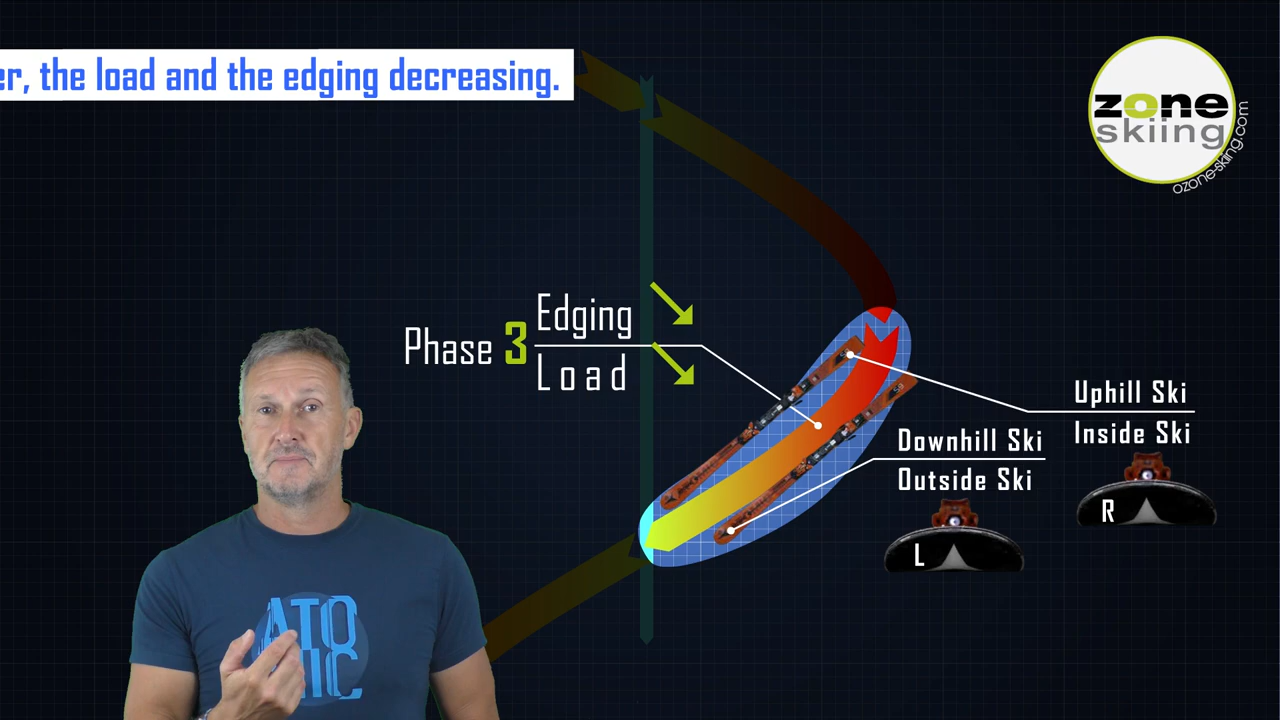 er, the load and the edging decreasing.
zone
skiing
ozone-skiing.com
Phase 3
Edging
Load
Uphill Ski
Inside Ski
Downhill Ski
Outside Ski
R
L
ATO